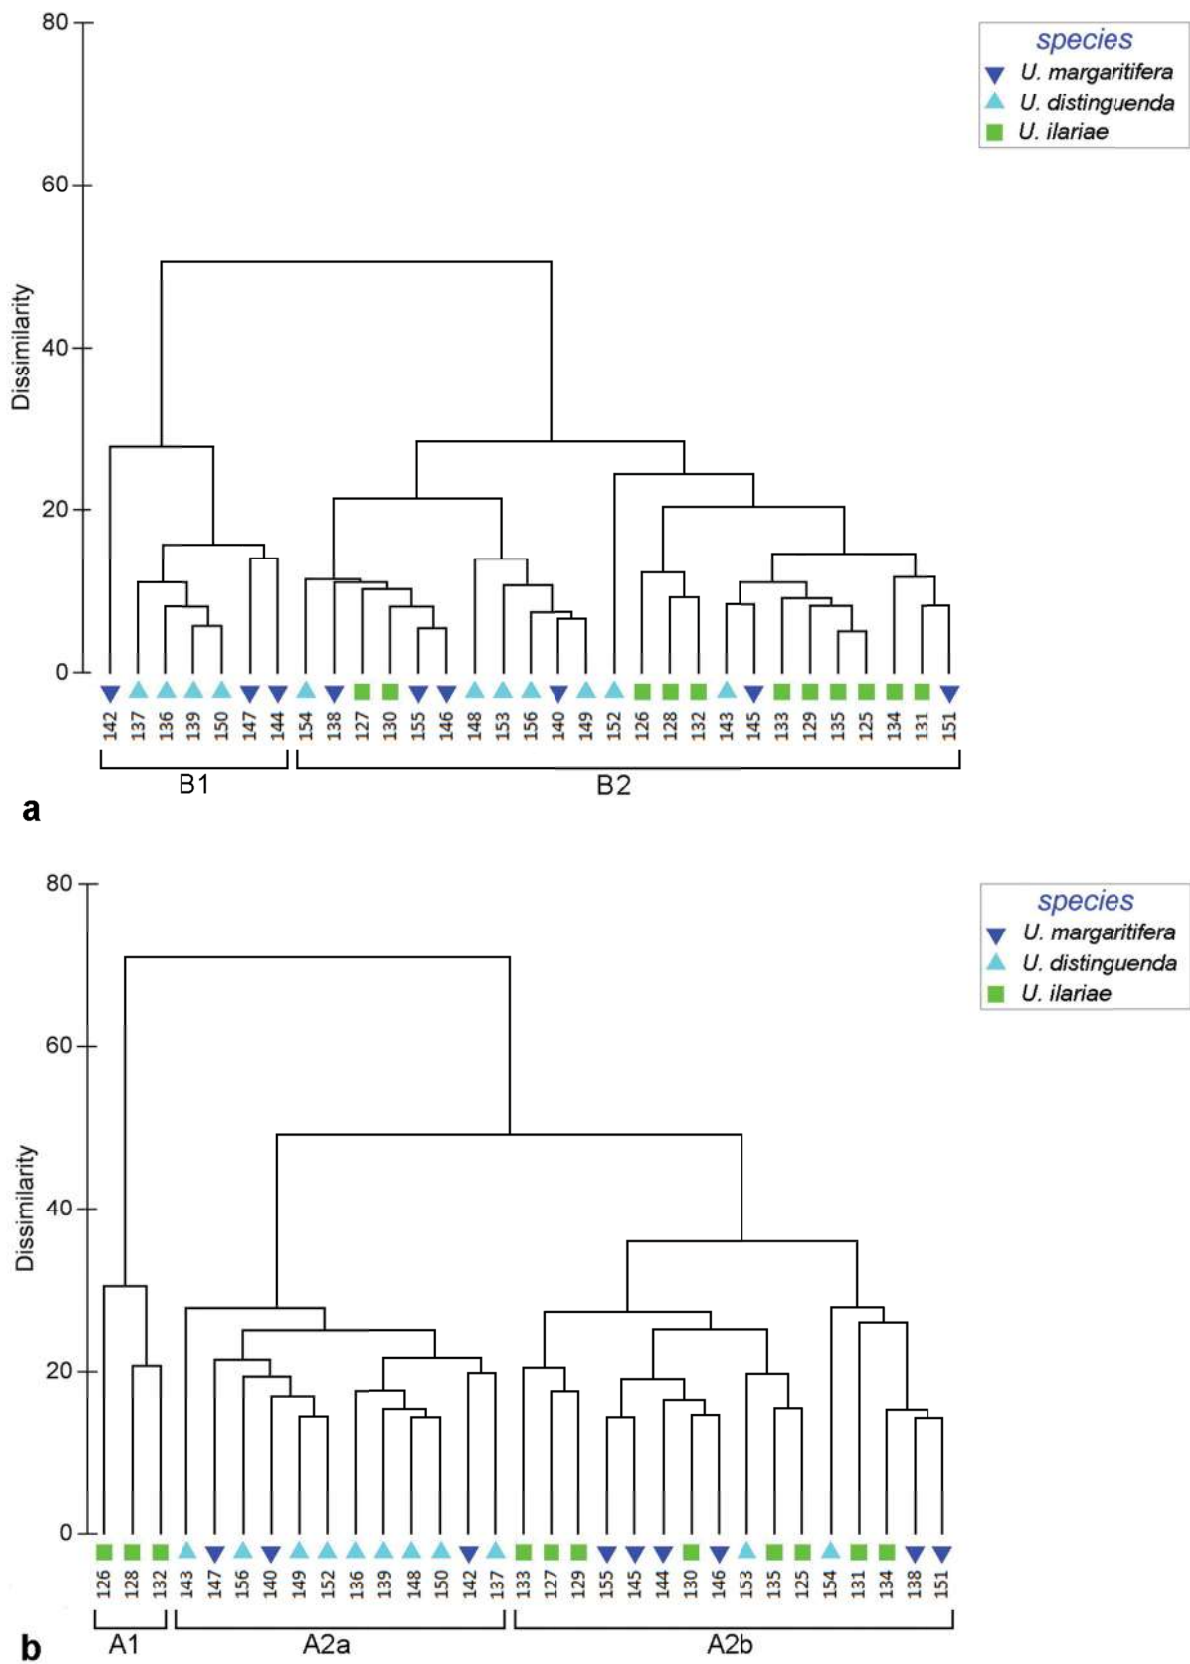 80
60
40
20
0
Dissimilarity
species
U. margaritifera
U. distinguenda
U. ilariae
142 137 136 139 150 147 144 154 138 127 130 155 146 148 153 156 140 149 152 126 128 132 143 145 133 129 135 125 134 131 151
B1 B2
a
80
60
40
20
0
Dissimilarity
species
U. margaritifera
U. distinguenda
U. ilariae
126 128 132 143 147 156 140 149 152 136 139 148 150 142 137 133 127 129 155 145 144 130 146 153 135 125 154 131 134 138 151
A1 A2a A2b
b